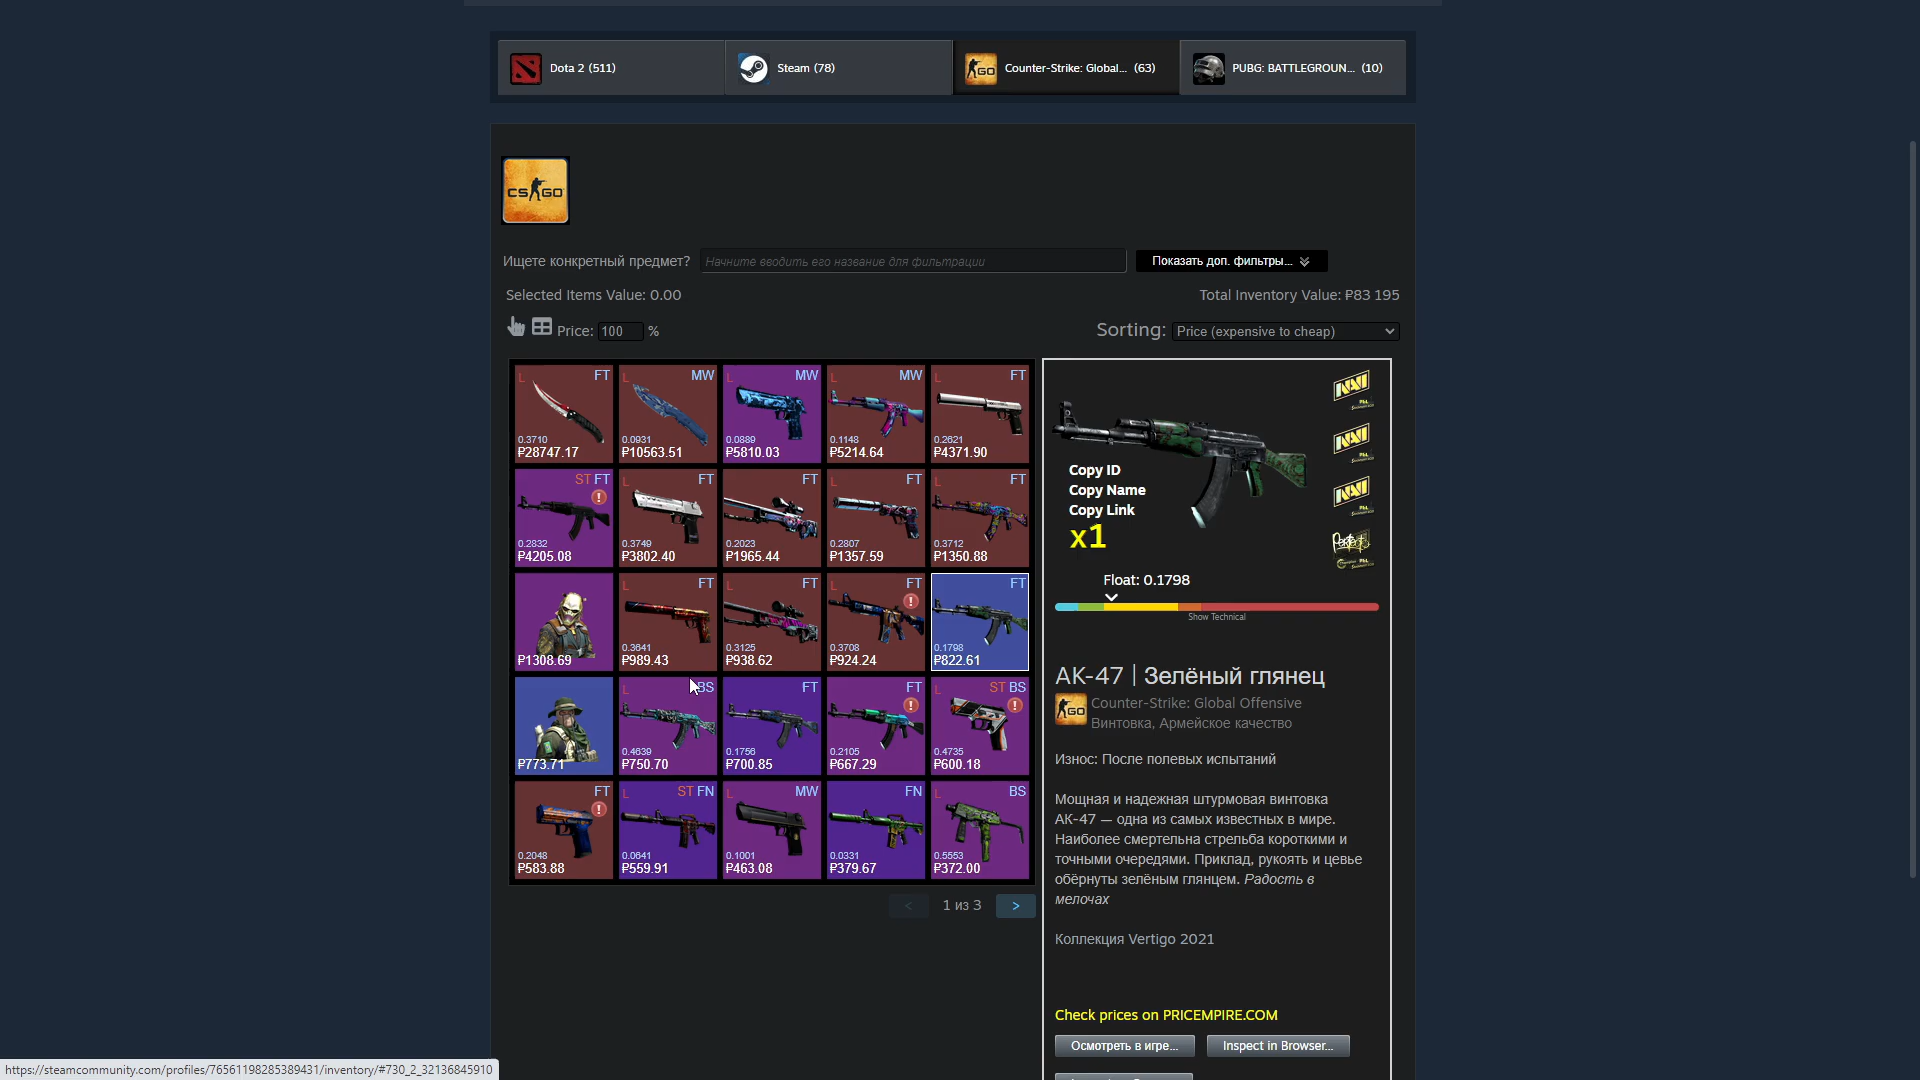 Dota 2 (511)
Steam (78)
Counter-Strike: Global... (63)
PUBG: BATTLEGROUN... (10)
CS GO
Ищете конкретный предмет?
Начните вводить его название для фильтрации
Показать доп. фильтры...
Selected Items Value: 0.00
Total Inventory Value: ₽83 195
Price: 100 %
Sorting: Price (expensive to cheap)
L FT 0.3710 ₽28747.17
L MW 0.0931 ₽10563.51
L MW 0.0889 ₽5810.03
L MW 0.1148 ₽5214.64
L FT 0.2621 ₽4371.90
ST FT 0.2832 ₽4205.08
L FT 0.3749 ₽3802.40
L FT 0.2023 ₽1965.44
L FT 0.2807 ₽1357.59
L FT 0.3712 ₽1350.88
₽1308.69
L FT 0.3641 ₽989.43
L FT 0.3125 ₽938.62
L FT 0.3708 ₽924.24
FT 0.1798 ₽822.61
₽773.71
L BS 0.4639 ₽750.70
FT 0.1756 ₽700.85
L FT 0.2105 ₽667.29
L ST BS 0.4735 ₽600.18
FT 0.2048 ₽583.88
L ST FN 0.0641 ₽559.91
L MW 0.1001 ₽463.08
L FN 0.0331 ₽379.67
L BS 0.5553 ₽372.00
< 1 из 3 >
Copy ID
Copy Name
Copy Link
x1
Float: 0.1798
Show Technical
АК-47 | Зелёный глянец
Counter-Strike: Global Offensive
Винтовка, Армейское качество
Износ: После полевых испытаний
Мощная и надежная штурмовая винтовка
АК-47 — одна из самых известных в мире.
Наиболее смертельна стрельба короткими и
точными очередями. Приклад, рукоять и цевье
обёрнуты зелёным глянцем. Радость в
мелочах
Коллекция Vertigo 2021
Check prices on PRICEMPIRE.COM
Осмотреть в игре...
Inspect in Browser...
https://steamcommunity.com/profiles/76561198285389431/inventory/#730_2_32136845910